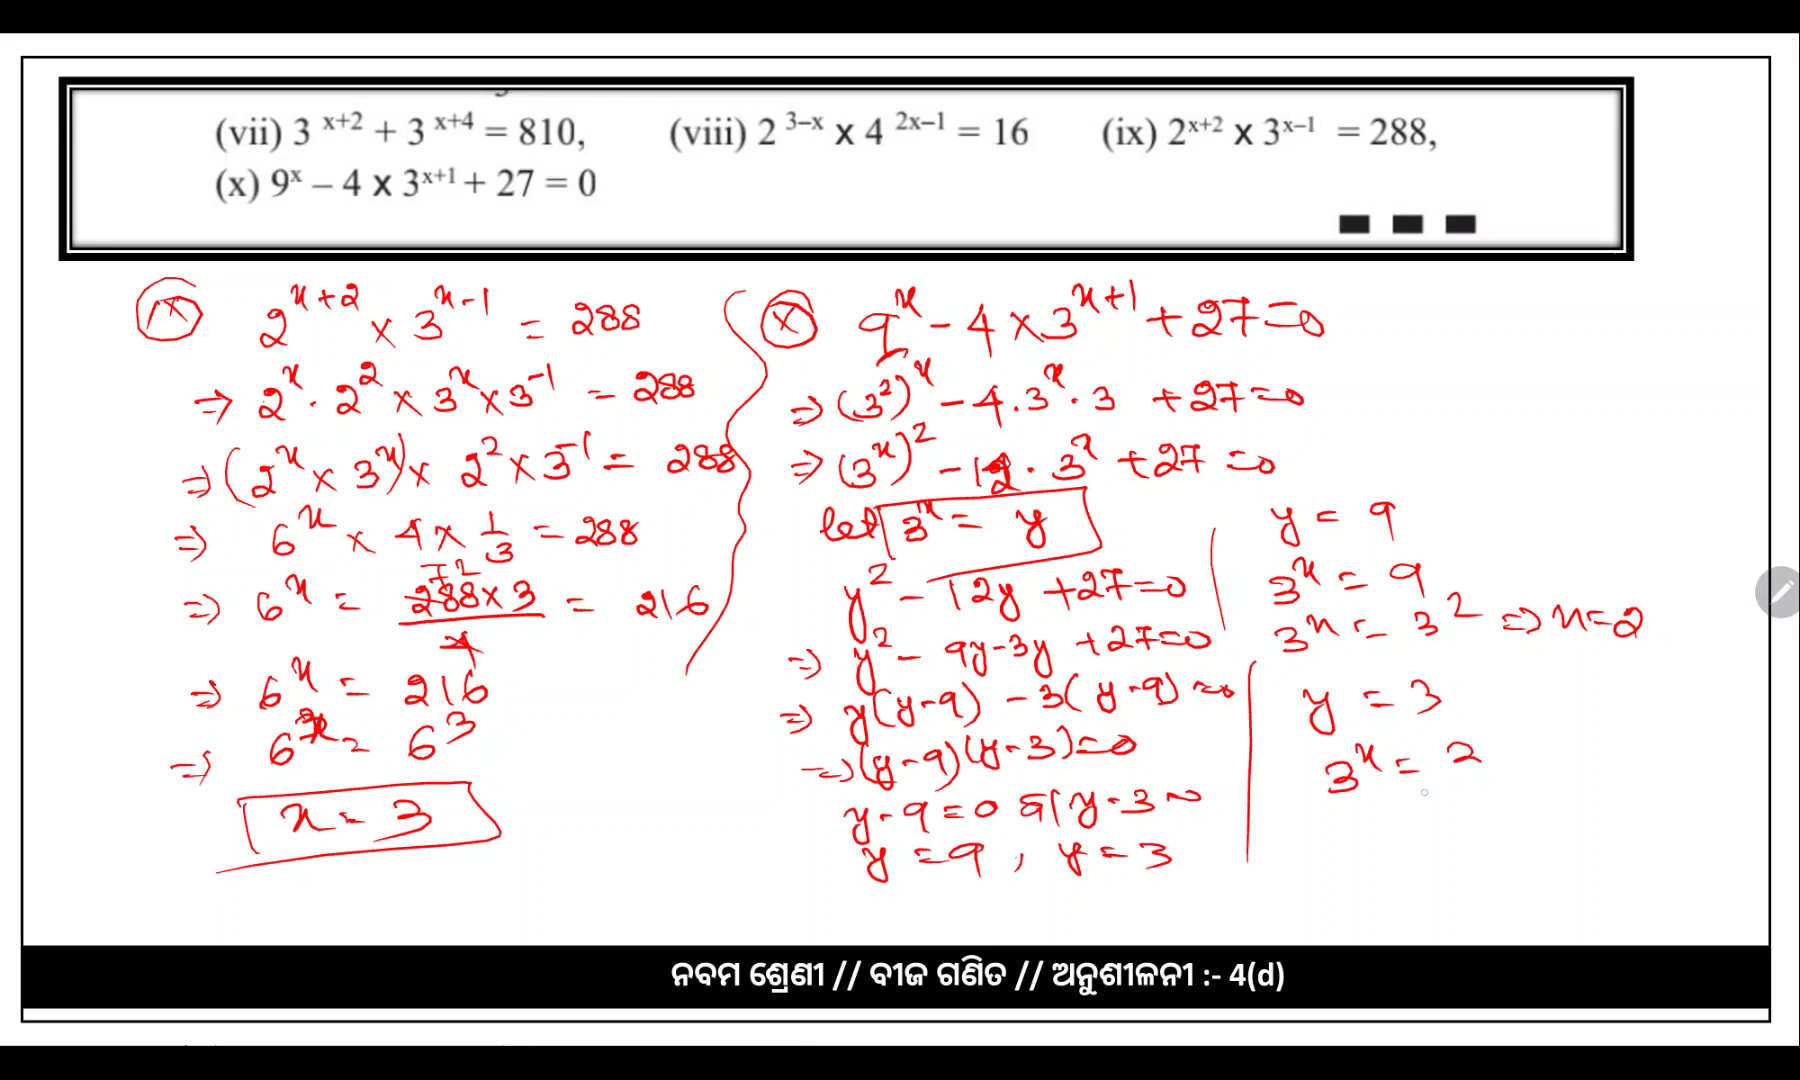 (vii) 3 ^{x+2} + 3 ^{x+4} = 810, (viii) 2 ^{3–x} x 4 ^{2x–1} = 16 (ix) 2^{x+2} x 3^{x–1} = 288,
(x) 9^x – 4 x 3^{x+1} + 27 = 0
(ix) 2^{x+2} × 3^{x-1} = 288
⇒ 2^x · 2^2 × 3^x × 3^{-1} = 288
⇒ (2^x × 3^x) × 2^2 × 3^{-1} = 288
⇒ 6^x × 4 × 1/3 = 288
72
⇒ 6^x = 288 × 3 / 4 = 216
⇒ 6^x = 216
⇒ 6^x = 6^3
x = 3
(x) 9^x - 4 × 3^{x+1} + 27 = 0
⇒ (3^2)^x - 4 . 3^x . 3 + 27 = 0
⇒ (3^x)^2 - 12 . 3^x + 27 = 0
let 3^x = y
y^2 - 12y + 27 = 0
⇒ y^2 - 9y - 3y + 27 = 0
⇒ y(y-9) - 3(y-9) = 0
⇒ (y-9)(y-3) = 0
y-9 = 0 ବା y-3 = 0
y = 9 , y = 3
y = 9
3^x = 9
3^x = 3^2 ⇒ x = 2
y = 3
3^x =
ନବମ ଶ୍ରେଣୀ // ବୀଜ ଗଣିତ // ଅନୁଶୀଳନୀ :- 4(d)